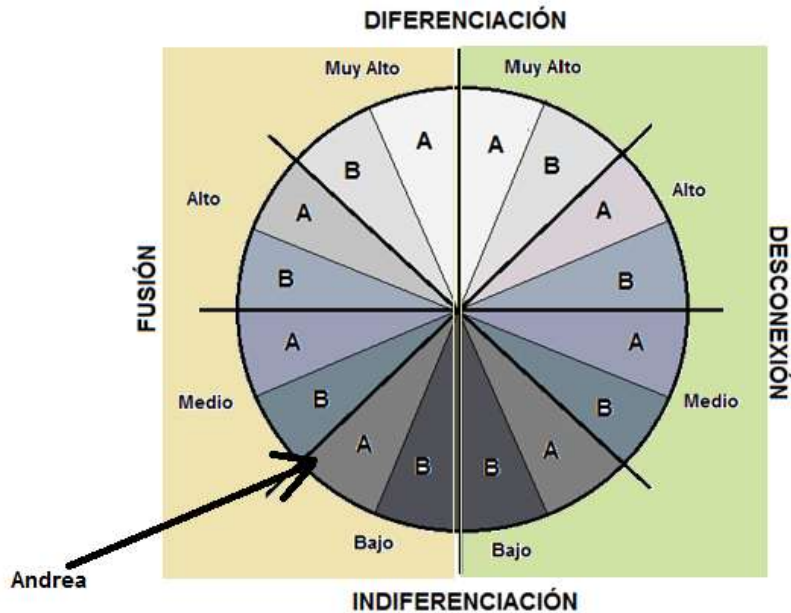 DIFERENCIACIÓN
Muy Alto
Muy Alto
A
A
B
B
Alto
Alto
A
A
FUSIÓN
DESCONEXIÓN
B
B
A
A
Medio
Medio
B
B
A
A
B
B
Bajo
Bajo
Andrea
INDIFERENCIACIÓN